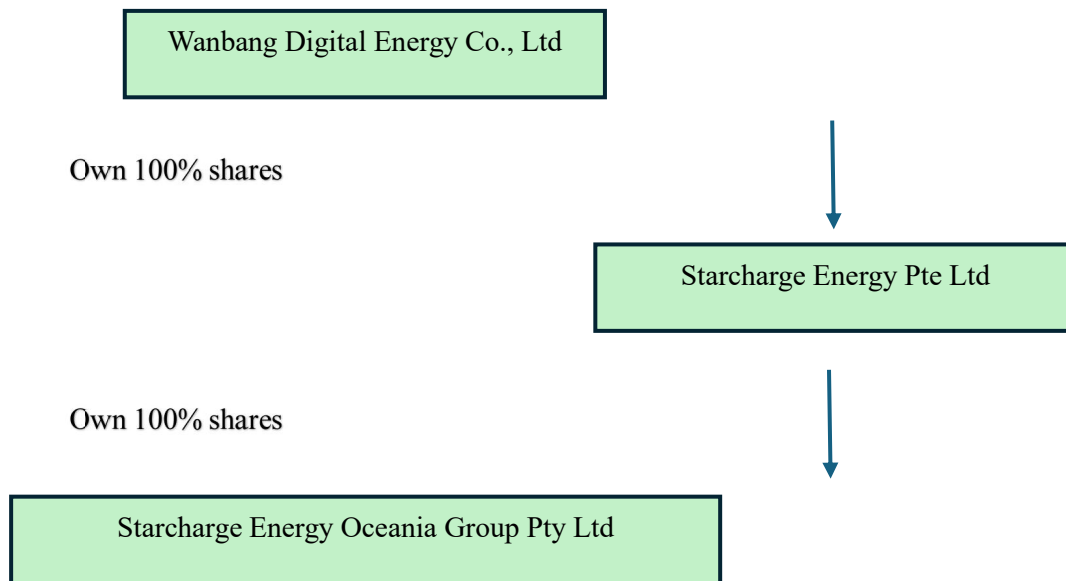 Wanbang Digital Energy Co., Ltd
Own 100% shares
Starcharge Energy Pte Ltd
Own 100% shares
Starcharge Energy Oceania Group Pty Ltd